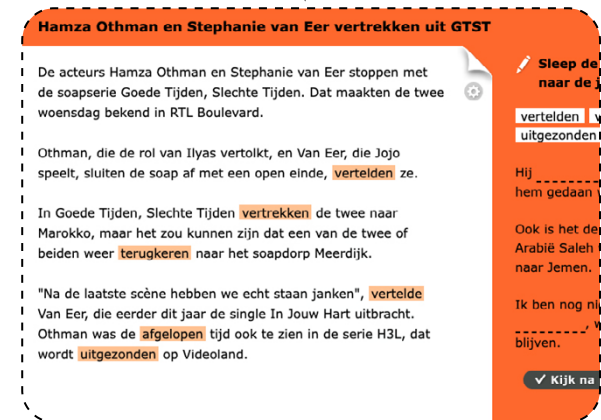 Hamza Othman en Stephanie van Eer vertrekken uit GTST
De acteurs Hamza Othman en Stephanie van Eer stoppen met
de soapserie Goede Tijden, Slechte Tijden. Dat maakten de twee
woensdag bekend in RTL Boulevard.
Othman, die de rol van Ilyas vertolkt, en Van Eer, die Jojo
speelt, sluiten de soap af met een open einde, vertelden ze.
In Goede Tijden, Slechte Tijden vertrekken de twee naar
Marokko, maar het zou kunnen zijn dat een van de twee of
beiden weer terugkeren naar het soapdorp Meerdijk.
"Na de laatste scène hebben we echt staan janken", vertelde
Van Eer, die eerder dit jaar de single In Jouw Hart uitbracht.
Othman was de afgelopen tijd ook te zien in de serie H3L, dat
wordt uitgezonden op Videoland.
Sleep de
naar de
vertelden
uitgezonden
Hij
hem gedaan
Ook is het
Arabië Saleh
naar Jemen.
Ik ben nog
blijven.
Kijk na